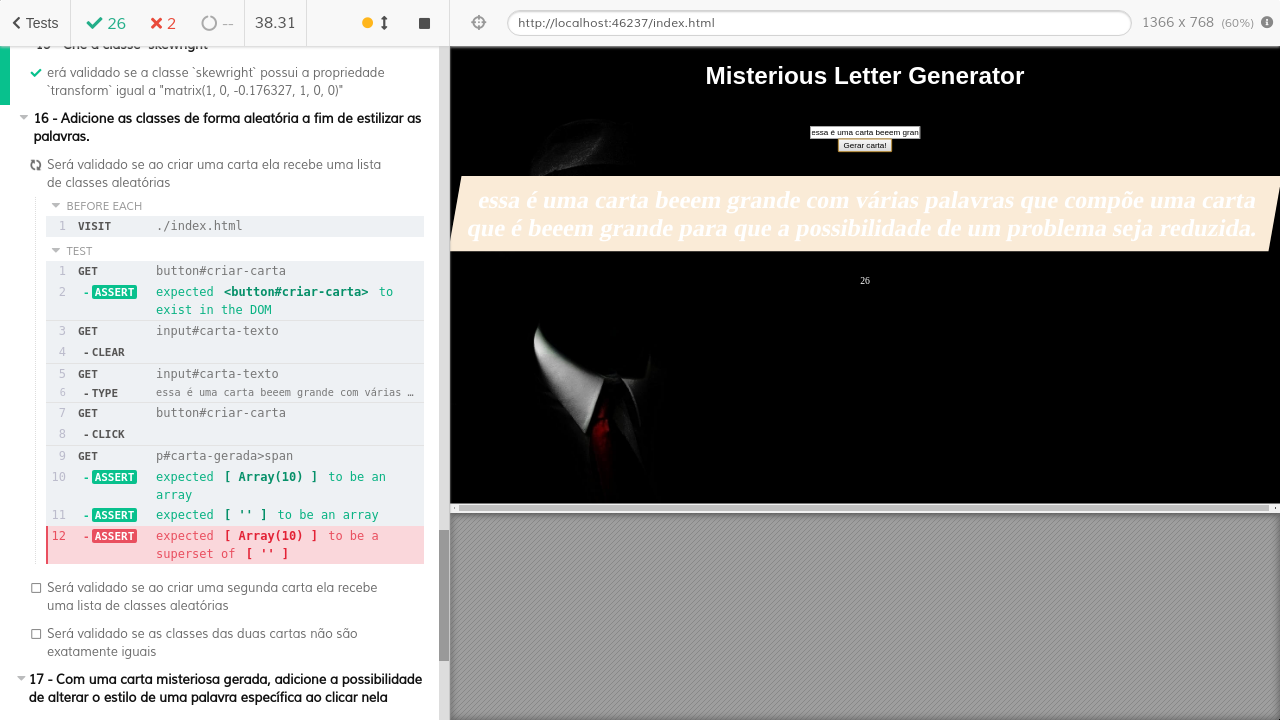 Tests
26
2
--
38.31
http://localhost:46237/index.html
1366 x 768 (60%)
15 - Crie a classe `skewright`
erá validado se a classe `skewright` possui a propriedade
`transform` igual a "matrix(1, 0, -0.176327, 1, 0, 0)"
16 - Adicione as classes de forma aleatória a fim de estilizar as
palavras.
Será validado se ao criar uma carta ela recebe uma lista
de classes aleatórias
BEFORE EACH
1 VISIT ./index.html
TEST
1 GET button#criar-carta
2 -ASSERT expected <button#criar-carta> to
exist in the DOM
3 GET input#carta-texto
4 -CLEAR
5 GET input#carta-texto
6 -TYPE essa é uma carta beeem grande com várias …
7 GET button#criar-carta
8 -CLICK
9 GET p#carta-gerada>span
10 -ASSERT expected [ Array(10) ] to be an
array
11 -ASSERT expected [ '' ] to be an array
12 -ASSERT expected [ Array(10) ] to be a
superset of [ '' ]
Será validado se ao criar uma segunda carta ela recebe
uma lista de classes aleatórias
Será validado se as classes das duas cartas não são
exatamente iguais
17 - Com uma carta misteriosa gerada, adicione a possibilidade
de alterar o estilo de uma palavra específica ao clicar nela
Misterious Letter Generator
essa é uma carta beeem gran
Gerar carta!
essa é uma carta beeem grande com várias palavras que compõe uma carta
que é beeem grande para que a possibilidade de um problema seja reduzida.
26